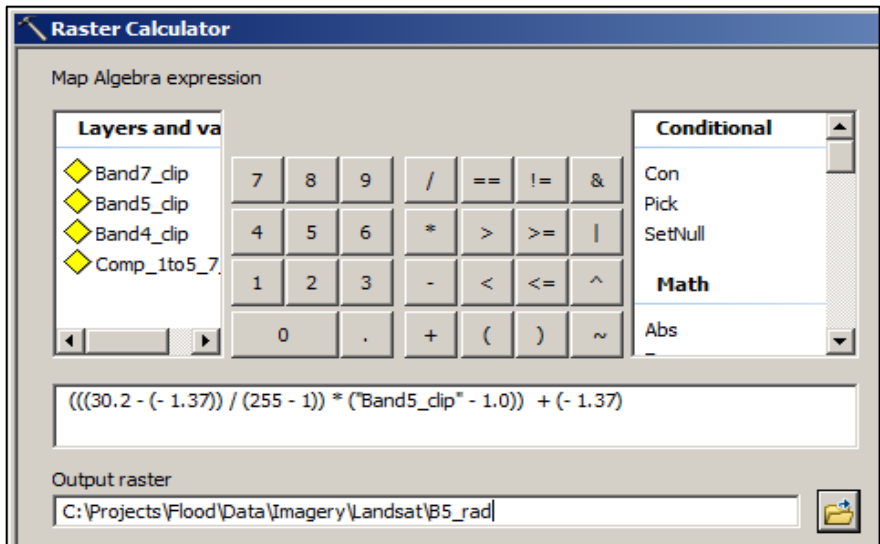 Raster Calculator
Map Algebra expression
Layers and va
Band7_clip
Band5_clip
Band4_clip
Comp_1to5_7_
7 8 9 / == != &
4 5 6 * > >= |
1 2 3 - < <= ^
0 . + ( ) ~
Conditional
Con
Pick
SetNull
Math
Abs
(((30.2 - (- 1.37)) / (255 - 1)) * ("Band5_clip" - 1.0)) + (- 1.37)
Output raster
C:\Projects\Flood\Data\Imagery\Landsat\B5_rad